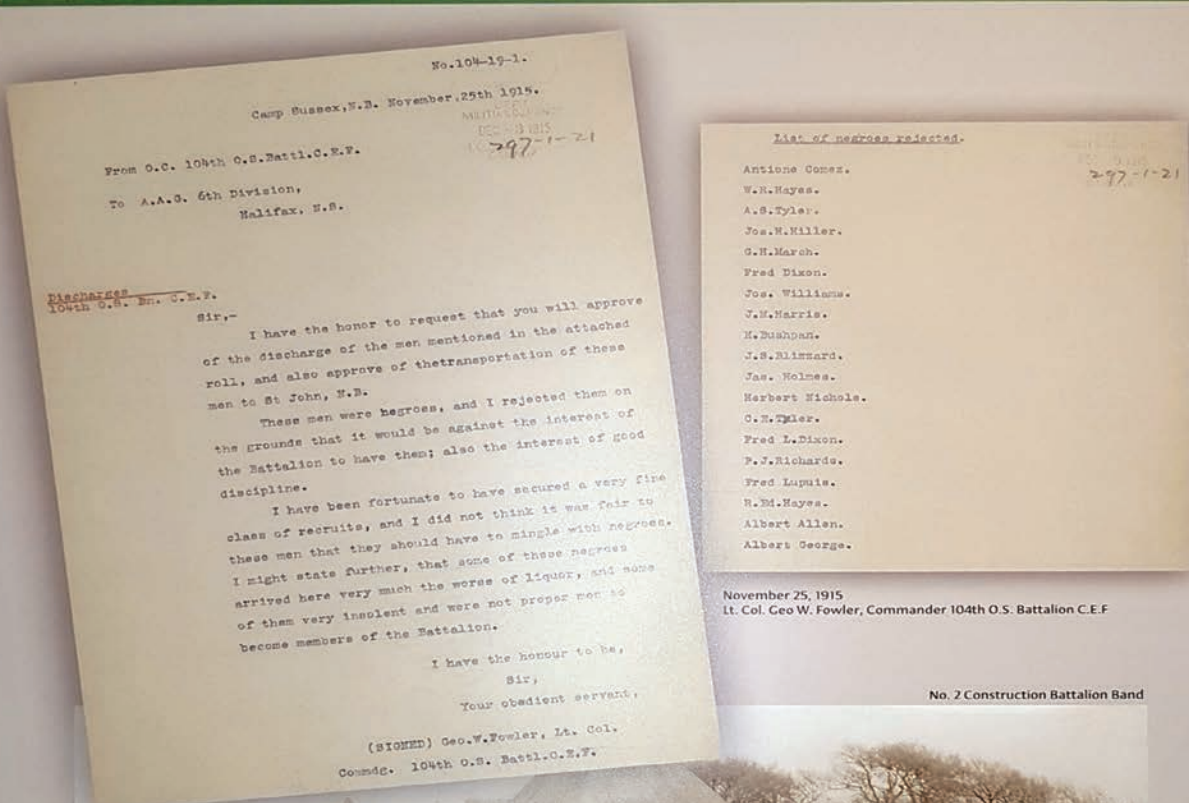 No.104-19-1.
Camp Sussex,N.B. November,25th 1915.
DEC 1915
297-1-21
From O.C. 104th O.S.Battl.C.E.F.
To A.A.G. 6th Division,
Halifax, N.S.
Discharges
104th O.S. Bn. C.E.F.
Sir,-
I have the honor to request that you will approve
of the discharge of the men mentioned in the attached
roll, and also approve of thetransportation of these
men to St John, N.B.
These men were negroes, and I rejected them on
the grounds that it would be against the interest of
the Battalion to have them; also the interest of good
discipline.
I have been fortunate to have secured a very fine
class of recruits, and I did not think it was fair to
these men that they should have to mingle with negroes.
I might state further, that some of these negroes
arrived here very much the worse of liquor, and some
of them very insolent and were not proper men to
become members of the Battalion.
I have the honour to be,
Sir,
Your obedient servant,
(SIGNED) Geo.W.Fowler, Lt. Col.
Commdg. 104th O.S. Battl.C.E.F.
List of negroes rejected.
297-1-21
Antione Comez.
W.R.Hayes.
A.S.Tyler.
Jos.H.Miller.
G.H.March.
Fred Dixon.
Jos. Williams.
J.M.Harris.
H.Bushpan.
J.S.Blizzard.
Jas. Holmes.
Herbert Nichols.
C.E.Tyler.
Fred L.Dixon.
P.J.Richards.
Fred Lupuis.
R.Ed.Hayes.
Albert Allen.
Albert George.
November 25, 1915
Lt. Col. Geo W. Fowler, Commander 104th O.S. Battalion C.E.F
No. 2 Construction Battalion Band